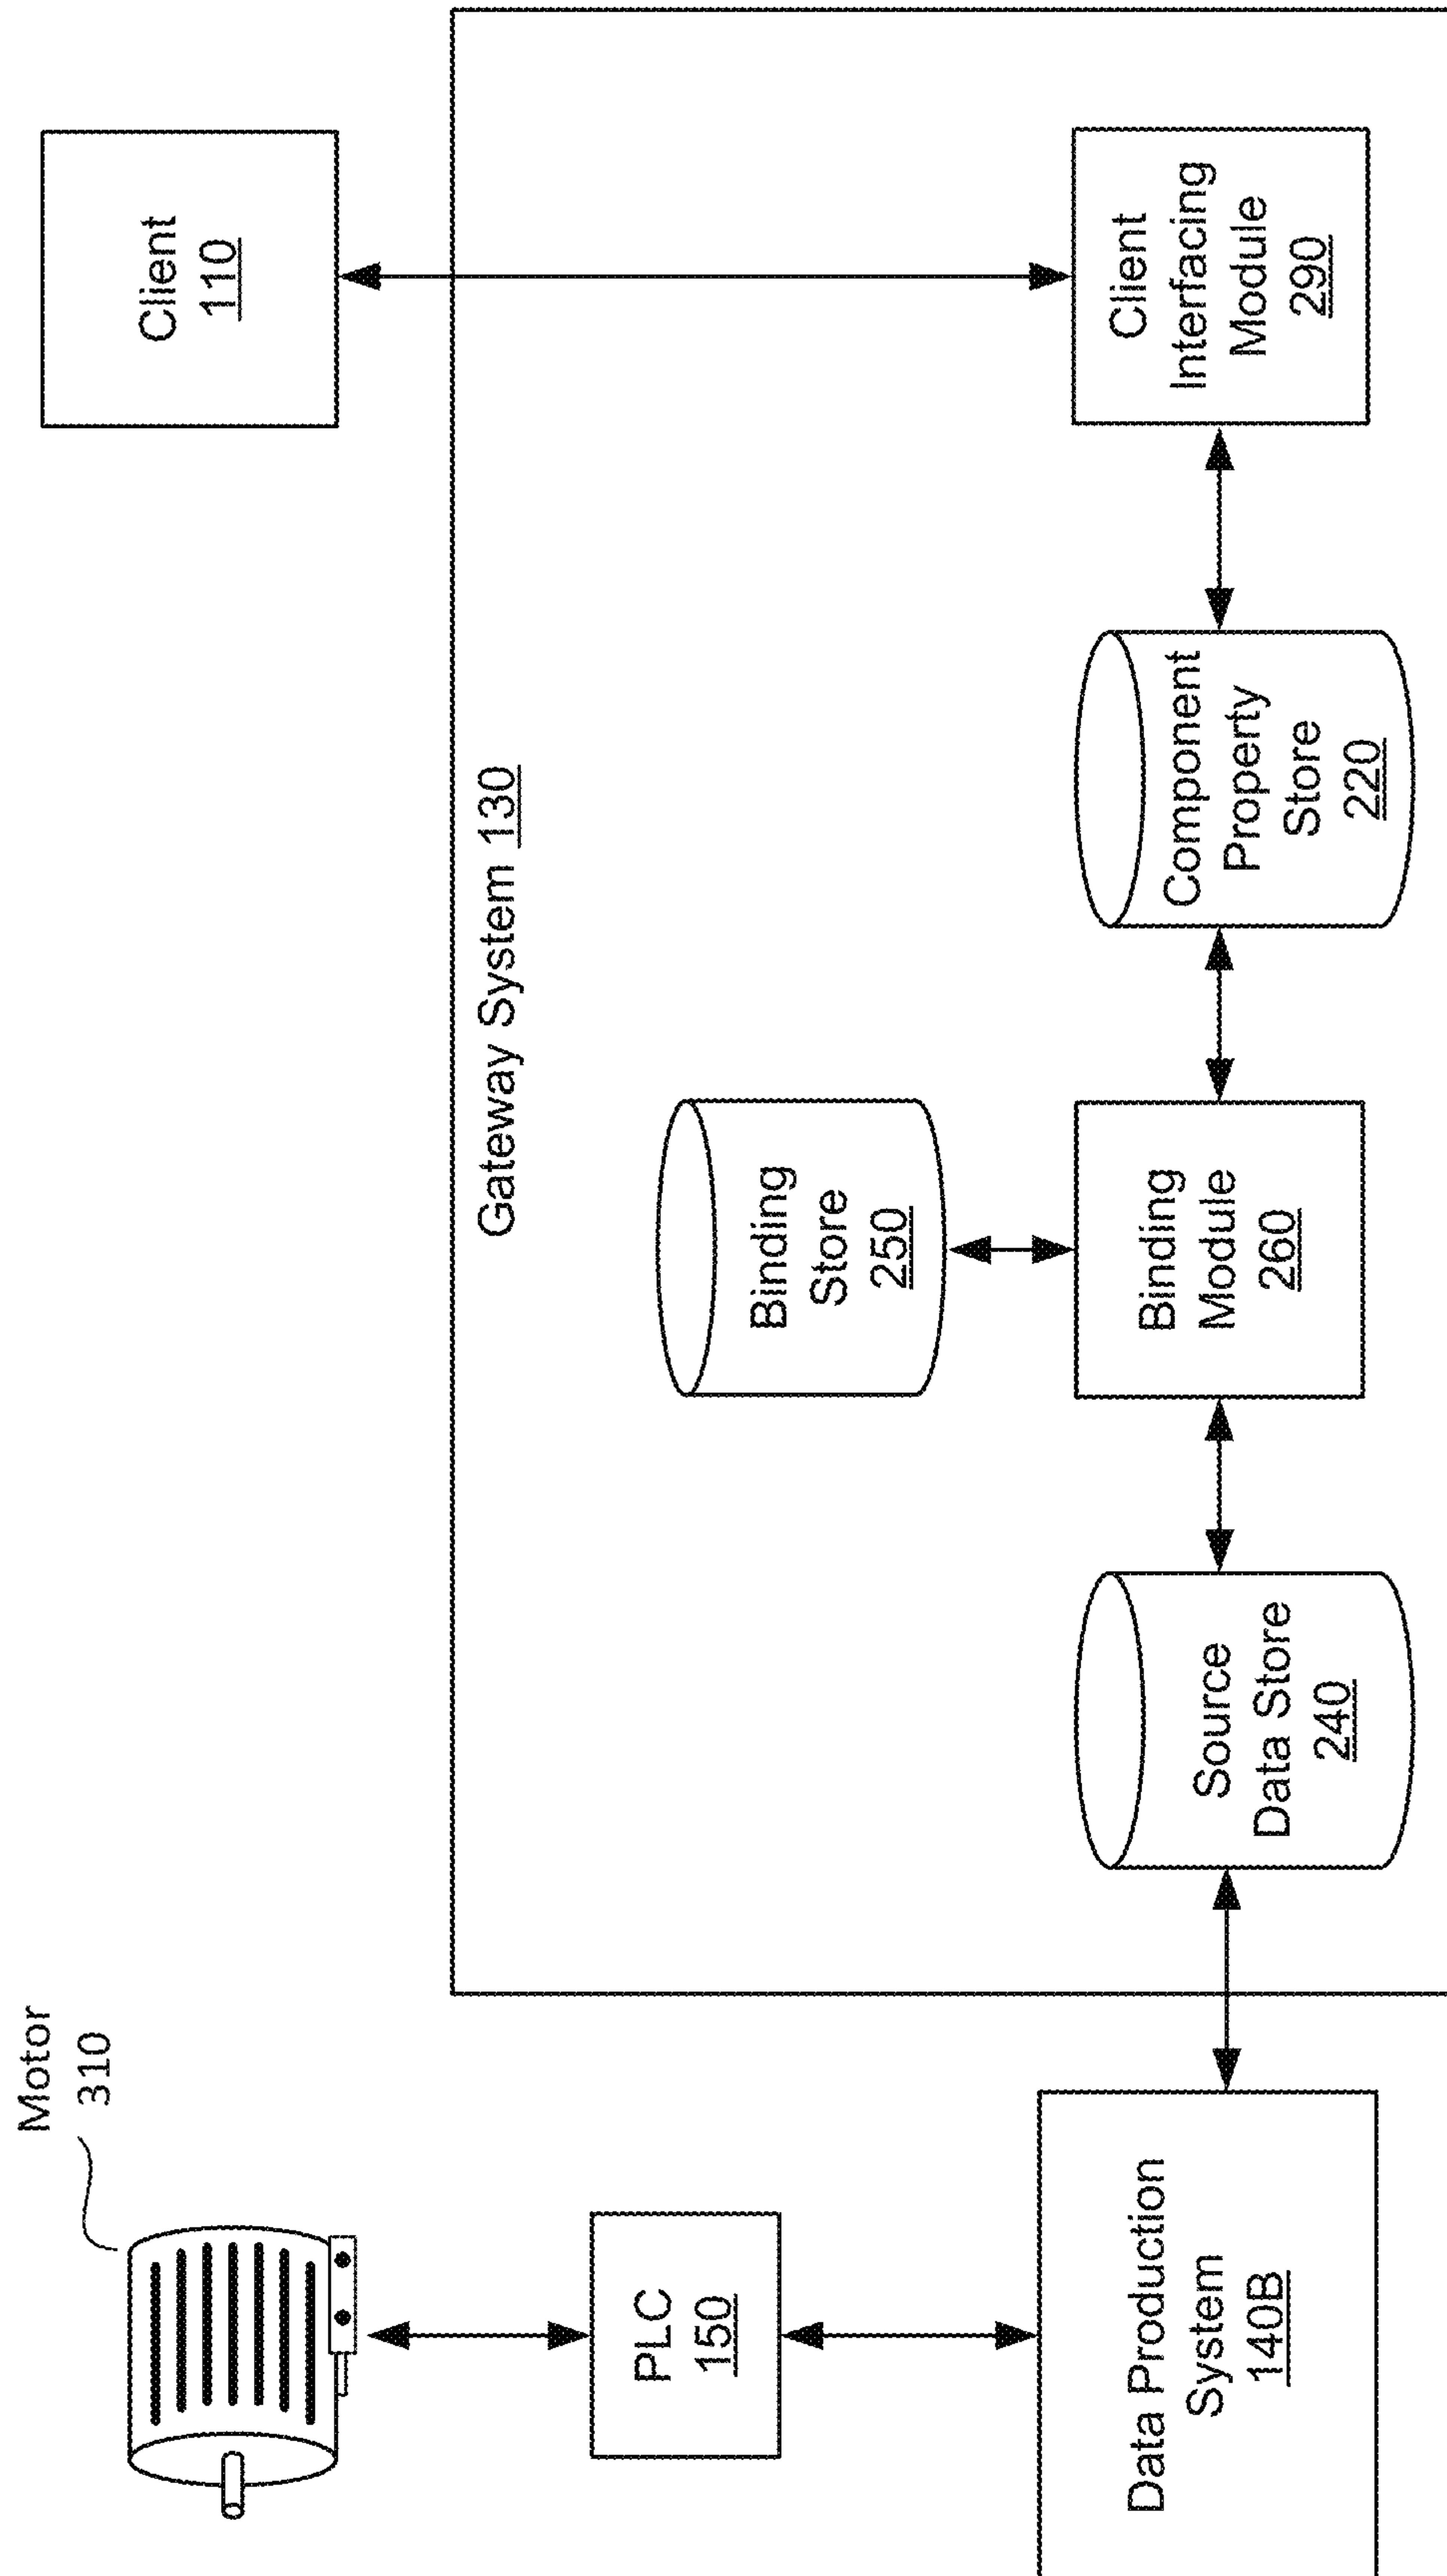 Motor
310
PLC
150
Data Production
System
140B
Gateway System 130
Source
Data Store
240
Binding
Store
250
Binding
Module
260
Component
Property
Store
220
Client
Interfacing
Module
290
Client
110